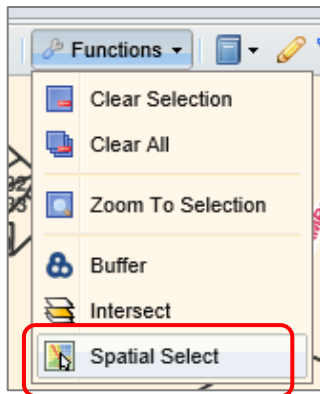 Functions
Clear Selection
Clear All
Zoom To Selection
Buffer
Intersect
Spatial Select